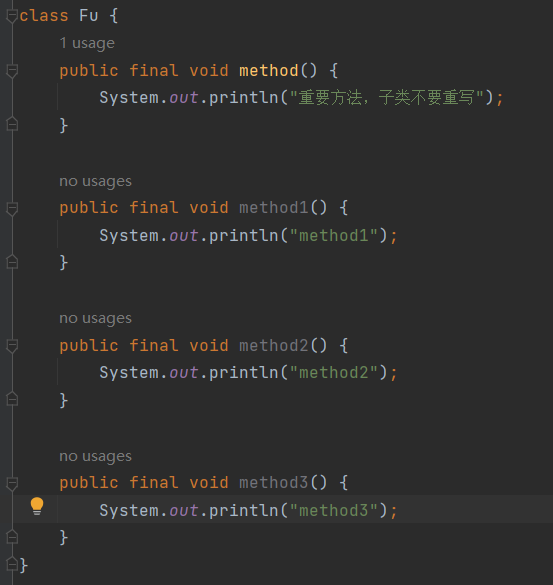 class Fu {
1 usage
public final void method() {
System.out.println("重要方法，子类不要重写");
}
no usages
public final void method1() {
System.out.println("method1");
}
no usages
public final void method2() {
System.out.println("method2");
}
no usages
public final void method3() {
System.out.println("method3");
}
}